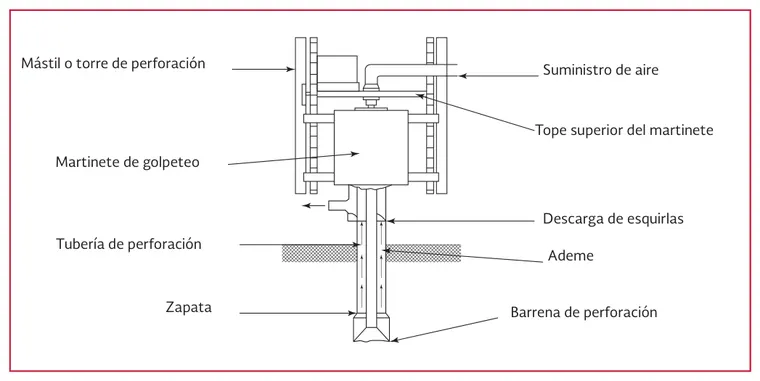 Mástil o torre de perforación
Suministro de aire
Tope superior del martinete
Martinete de golpeteo
Descarga de esquirlas
Tubería de perforación
Ademe
Zapata
Barrena de perforación